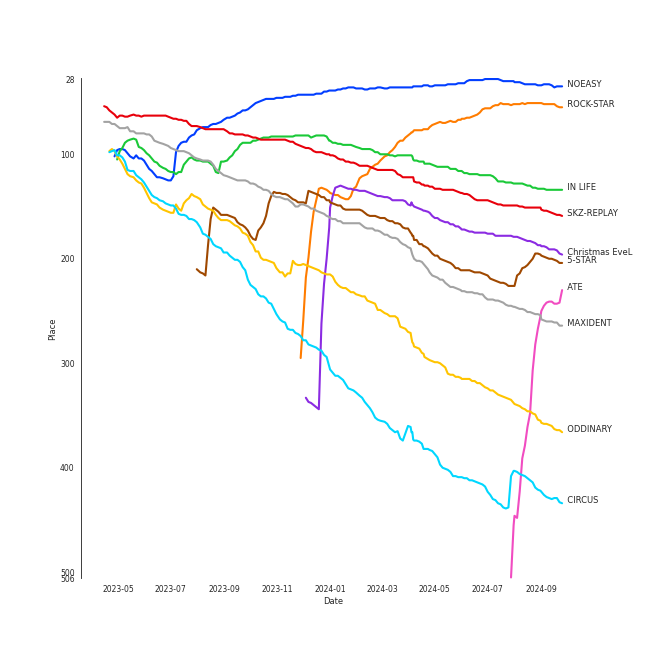 28
100
200
300
400
500
506
Place
2023-05
2023-07
2023-09
2023-11
2024-01
2024-03
2024-05
2024-07
2024-09
Date
NOEASY
ROCK-STAR
IN LIFE
SKZ-REPLAY
Christmas EveL
5-STAR
ATE
MAXIDENT
ODDINARY
CIRCUS